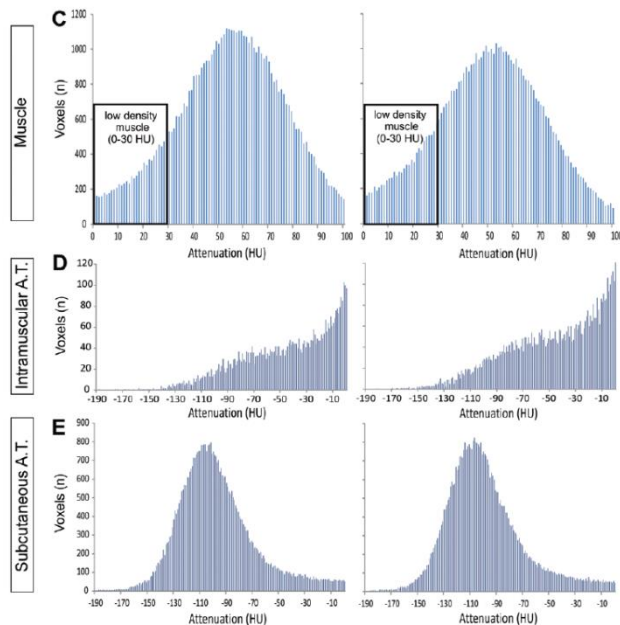 C
Muscle
Voxels (n)
1200
1000
800
600
400
200
0
low density
muscle
(0-30 HU)
low density
muscle
(0-30 HU)
0 10 20 30 40 50 60 70 80 90 100
0 10 20 30 40 50 60 70 80 90 100
Attenuation (HU)
Attenuation (HU)
D
Intramuscular A.T.
Voxels (n)
120
100
80
60
40
20
0
-190 -170 -150 -130 -110 -90 -70 -50 -30 -10
-190 -170 -150 -130 -110 -90 -70 -50 -30 -10
Attenuation (HU)
Attenuation (HU)
E
Subcutaneous A.T.
Voxels (n)
900
800
700
600
500
400
300
200
100
0
-190 -170 -150 -130 -110 -90 -70 -50 -30 -10
-190 -170 -150 -130 -110 -90 -70 -50 -30 -10
Attenuation (HU)
Attenuation (HU)